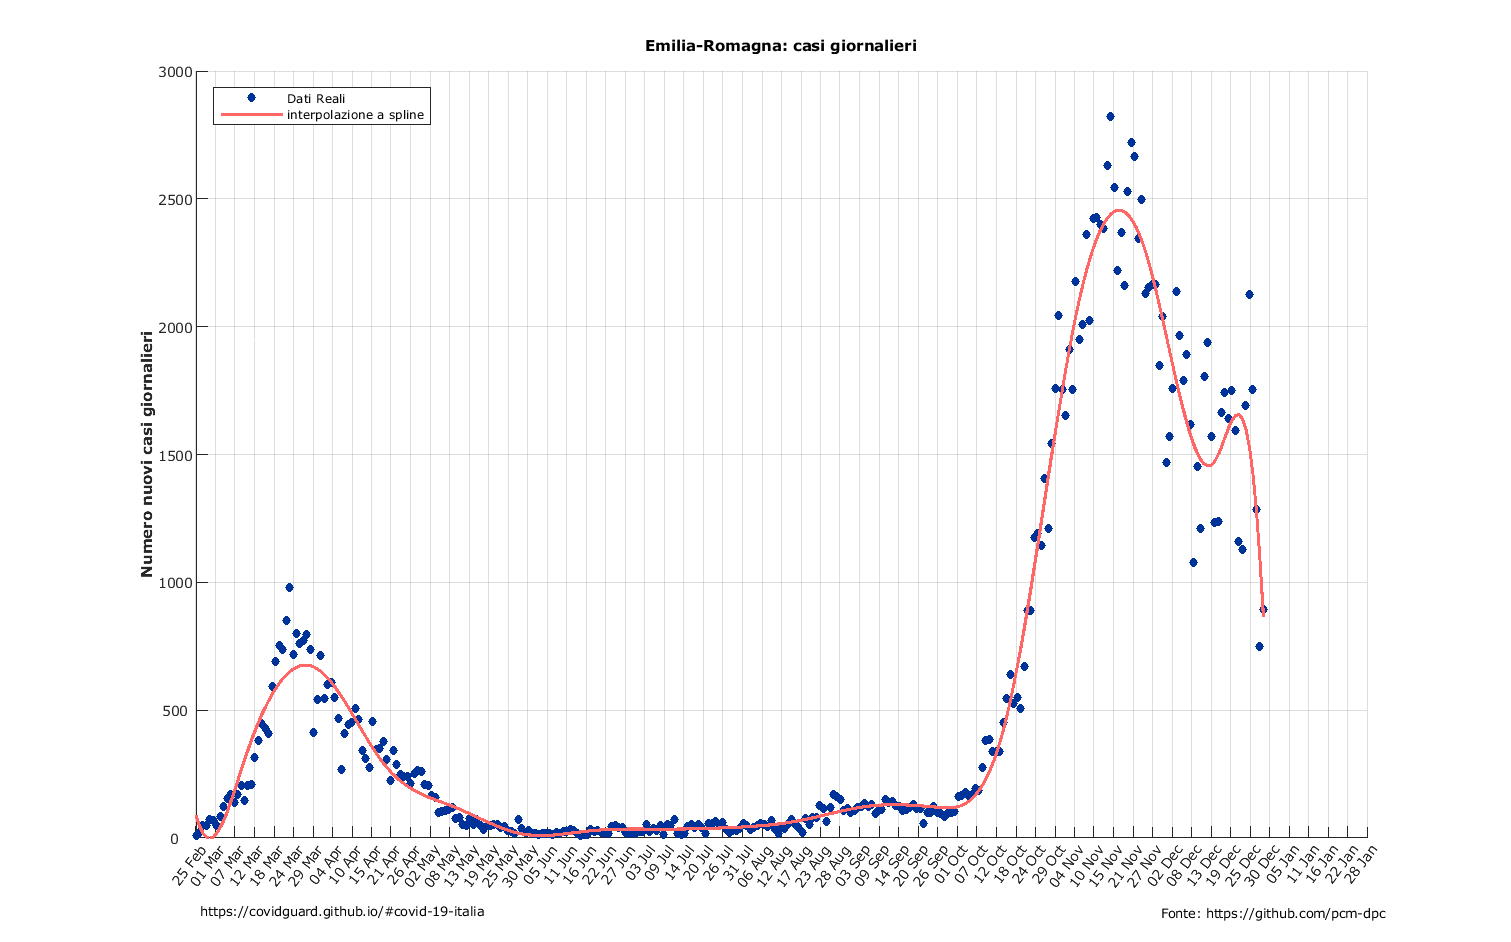 Emilia-Romagna: casi giornalieri
3000
2500
2000
1500
1000
500
0
Numero nuovi casi giornalieri
Dati Reali
interpolazione a spline
25 Feb
01 Mar
07 Mar
12 Mar
18 Mar
24 Mar
29 Mar
04 Apr
10 Apr
15 Apr
21 Apr
26 Apr
02 May
08 May
13 May
19 May
25 May
30 May
05 Jun
11 Jun
16 Jun
22 Jun
27 Jun
03 Jul
09 Jul
14 Jul
20 Jul
26 Jul
31 Jul
06 Aug
12 Aug
17 Aug
23 Aug
28 Aug
03 Sep
09 Sep
14 Sep
20 Sep
26 Sep
01 Oct
07 Oct
12 Oct
18 Oct
24 Oct
29 Oct
04 Nov
10 Nov
15 Nov
21 Nov
27 Nov
02 Dec
08 Dec
13 Dec
19 Dec
25 Dec
30 Dec
05 Jan
11 Jan
16 Jan
22 Jan
28 Jan
https://covidguard.github.io/#covid-19-italia
Fonte: https://github.com/pcm-dpc